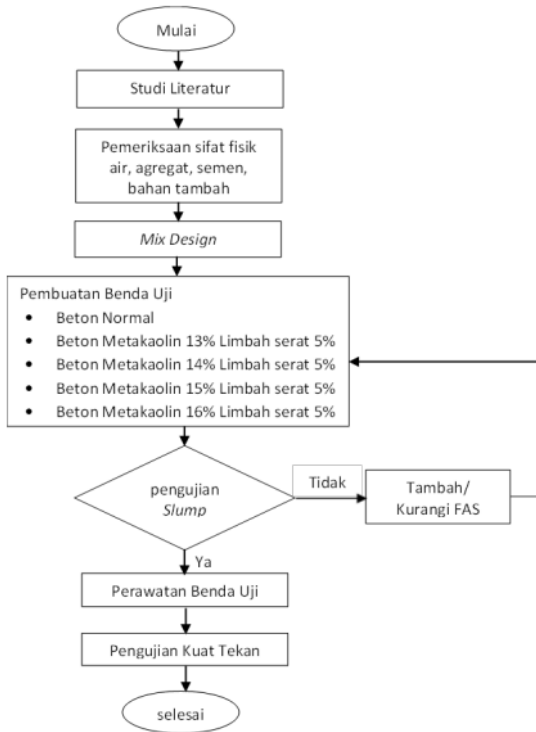 Mulai
Studi Literatur
Pemeriksaan sifat fisik
air, agregat, semen,
bahan tambah
Mix Design
Pembuatan Benda Uji
• Beton Normal
• Beton Metakaolin 13% Limbah serat 5%
• Beton Metakaolin 14% Limbah serat 5%
• Beton Metakaolin 15% Limbah serat 5%
• Beton Metakaolin 16% Limbah serat 5%
pengujian
Slump
Tidak
Tambah/
Kurangi FAS
Ya
Perawatan Benda Uji
Pengujian Kuat Tekan
selesai